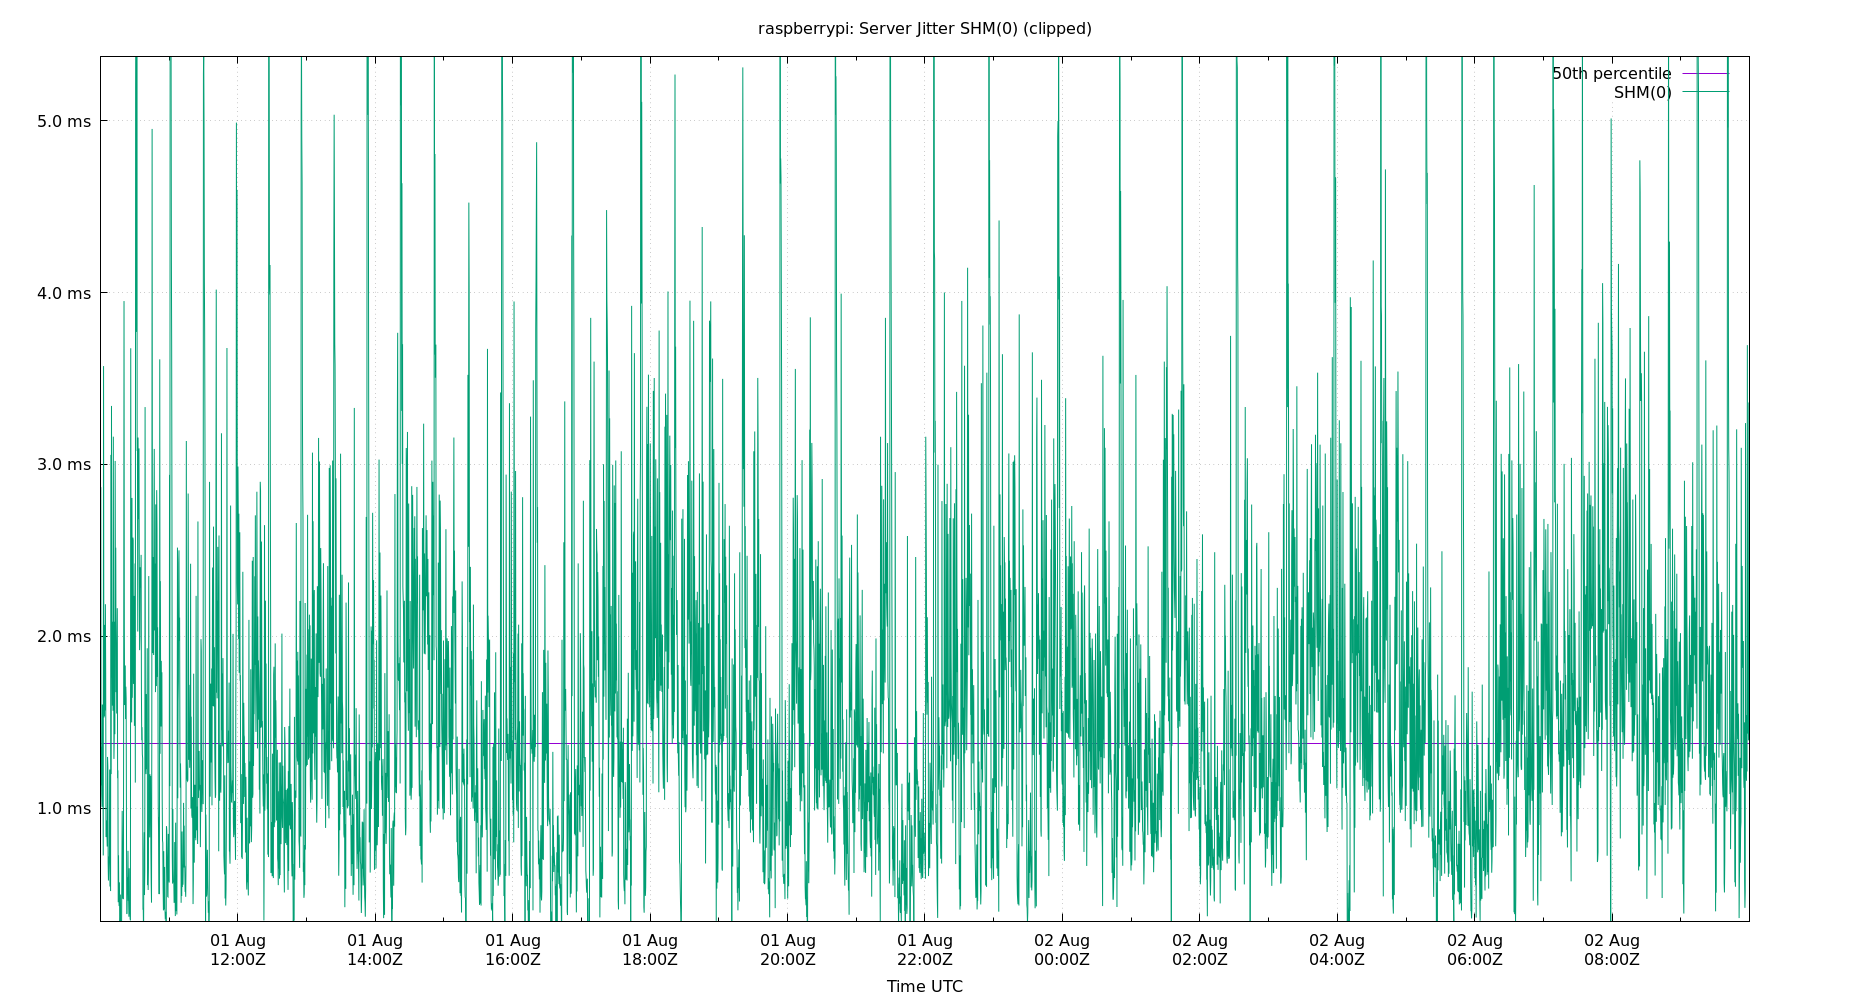 raspberrypi: Server Jitter SHM(0) (clipped)
50th percentile
SHM(0)
5.0 ms
4.0 ms
3.0 ms
2.0 ms
1.0 ms
01 Aug 01 Aug 01 Aug 01 Aug 01 Aug 01 Aug 02 Aug 02 Aug 02 Aug 02 Aug 02 Aug
12:00Z 14:00Z 16:00Z 18:00Z 20:00Z 22:00Z 00:00Z 02:00Z 04:00Z 06:00Z 08:00Z
Time UTC